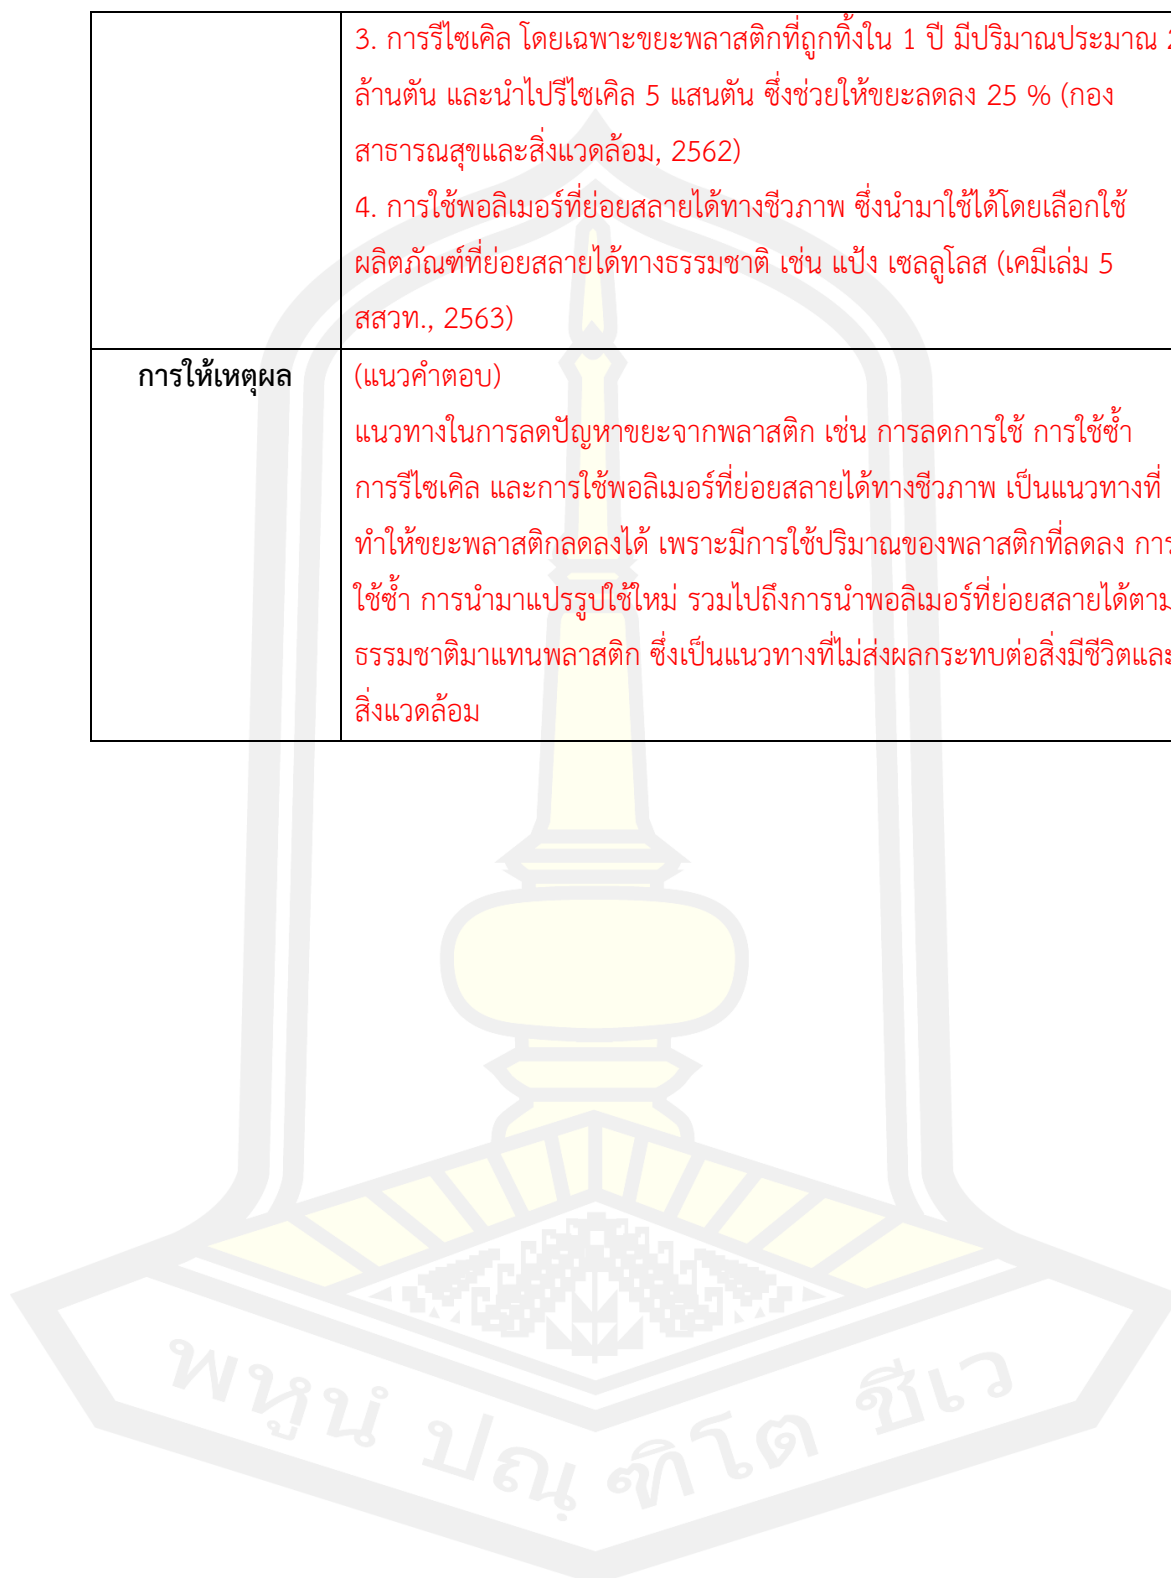 3. การรีไซเคิล โดยเฉพาะขยะพลาสติกที่ถูกทิ้งใน 1 ปี มีปริมาณประมาณ 2
ล้านตัน และนำไปรีไซเคิล 5 แสนตัน ซึ่งช่วยให้ขยะลดลง 25 % (กอง
สาธารณสุขและสิ่งแวดล้อม, 2562)
4. การใช้พอลิเมอร์ที่ย่อยสลายได้ทางชีวภาพ ซึ่งนำมาใช้ได้โดยเลือกใช้
ผลิตภัณฑ์ที่ย่อยสลายได้ทางธรรมชาติ เช่น แป้ง เซลลูโลส (เคมีเล่ม 5
สสวท., 2563)
การให้เหตุผล
(แนวคำตอบ)
แนวทางในการลดปัญหาขยะจากพลาสติก เช่น การลดการใช้ การใช้ซ้ำ
การรีไซเคิล และการใช้พอลิเมอร์ที่ย่อยสลายได้ทางชีวภาพ เป็นแนวทางที่
ทำให้ขยะพลาสติกลดลงได้ เพราะมีการใช้ปริมาณของพลาสติกที่ลดลง การ
ใช้ซ้ำ การนำมาแปรรูปใช้ใหม่ รวมไปถึงการนำพอลิเมอร์ที่ย่อยสลายได้ตาม
ธรรมชาติมาแทนพลาสติก ซึ่งเป็นแนวทางที่ไม่ส่งผลกระทบต่อสิ่งมีชีวิตและ
สิ่งแวดล้อม
พหูนํ ปณฺฑิโต ชีเว